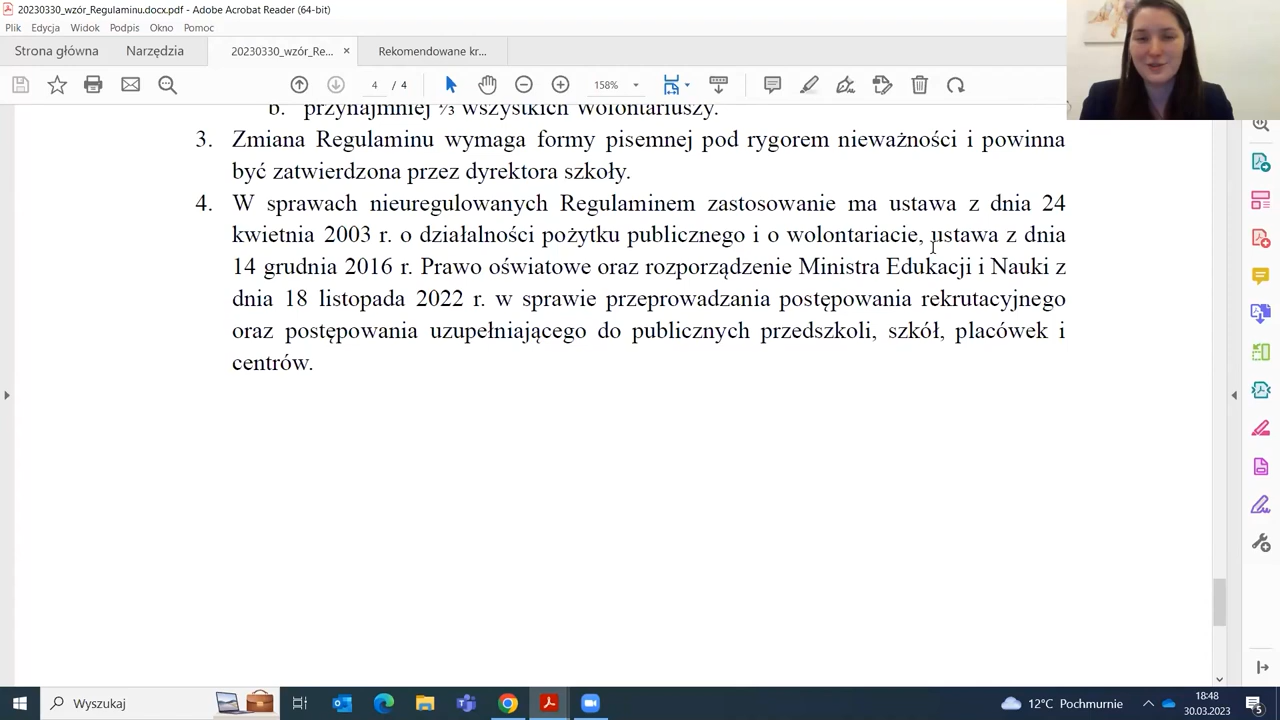 20230330_wzór_Regulaminu.docx.pdf - Adobe Acrobat Reader (64-bit)
Plik Edycja Widok Podpis Okno Pomoc
Strona główna Narzędzia 20230330_wzór_Re... × Rekomendowane kr...
4 / 4 158%
b. przynajmniej ⅔ wszystkich Wolontariuszy.
3. Zmiana Regulaminu wymaga formy pisemnej pod rygorem nieważności i powinna
być zatwierdzona przez dyrektora szkoły.
4. W sprawach nieuregulowanych Regulaminem zastosowanie ma ustawa z dnia 24
kwietnia 2003 r. o działalności pożytku publicznego i o wolontariacie, ustawa z dnia
14 grudnia 2016 r. Prawo oświatowe oraz rozporządzenie Ministra Edukacji i Nauki z
dnia 18 listopada 2022 r. w sprawie przeprowadzania postępowania rekrutacyjnego
oraz postępowania uzupełniającego do publicznych przedszkoli, szkół, placówek i
centrów.
Wyszukaj
12°C Pochmurnie
18:48
30.03.2023
5